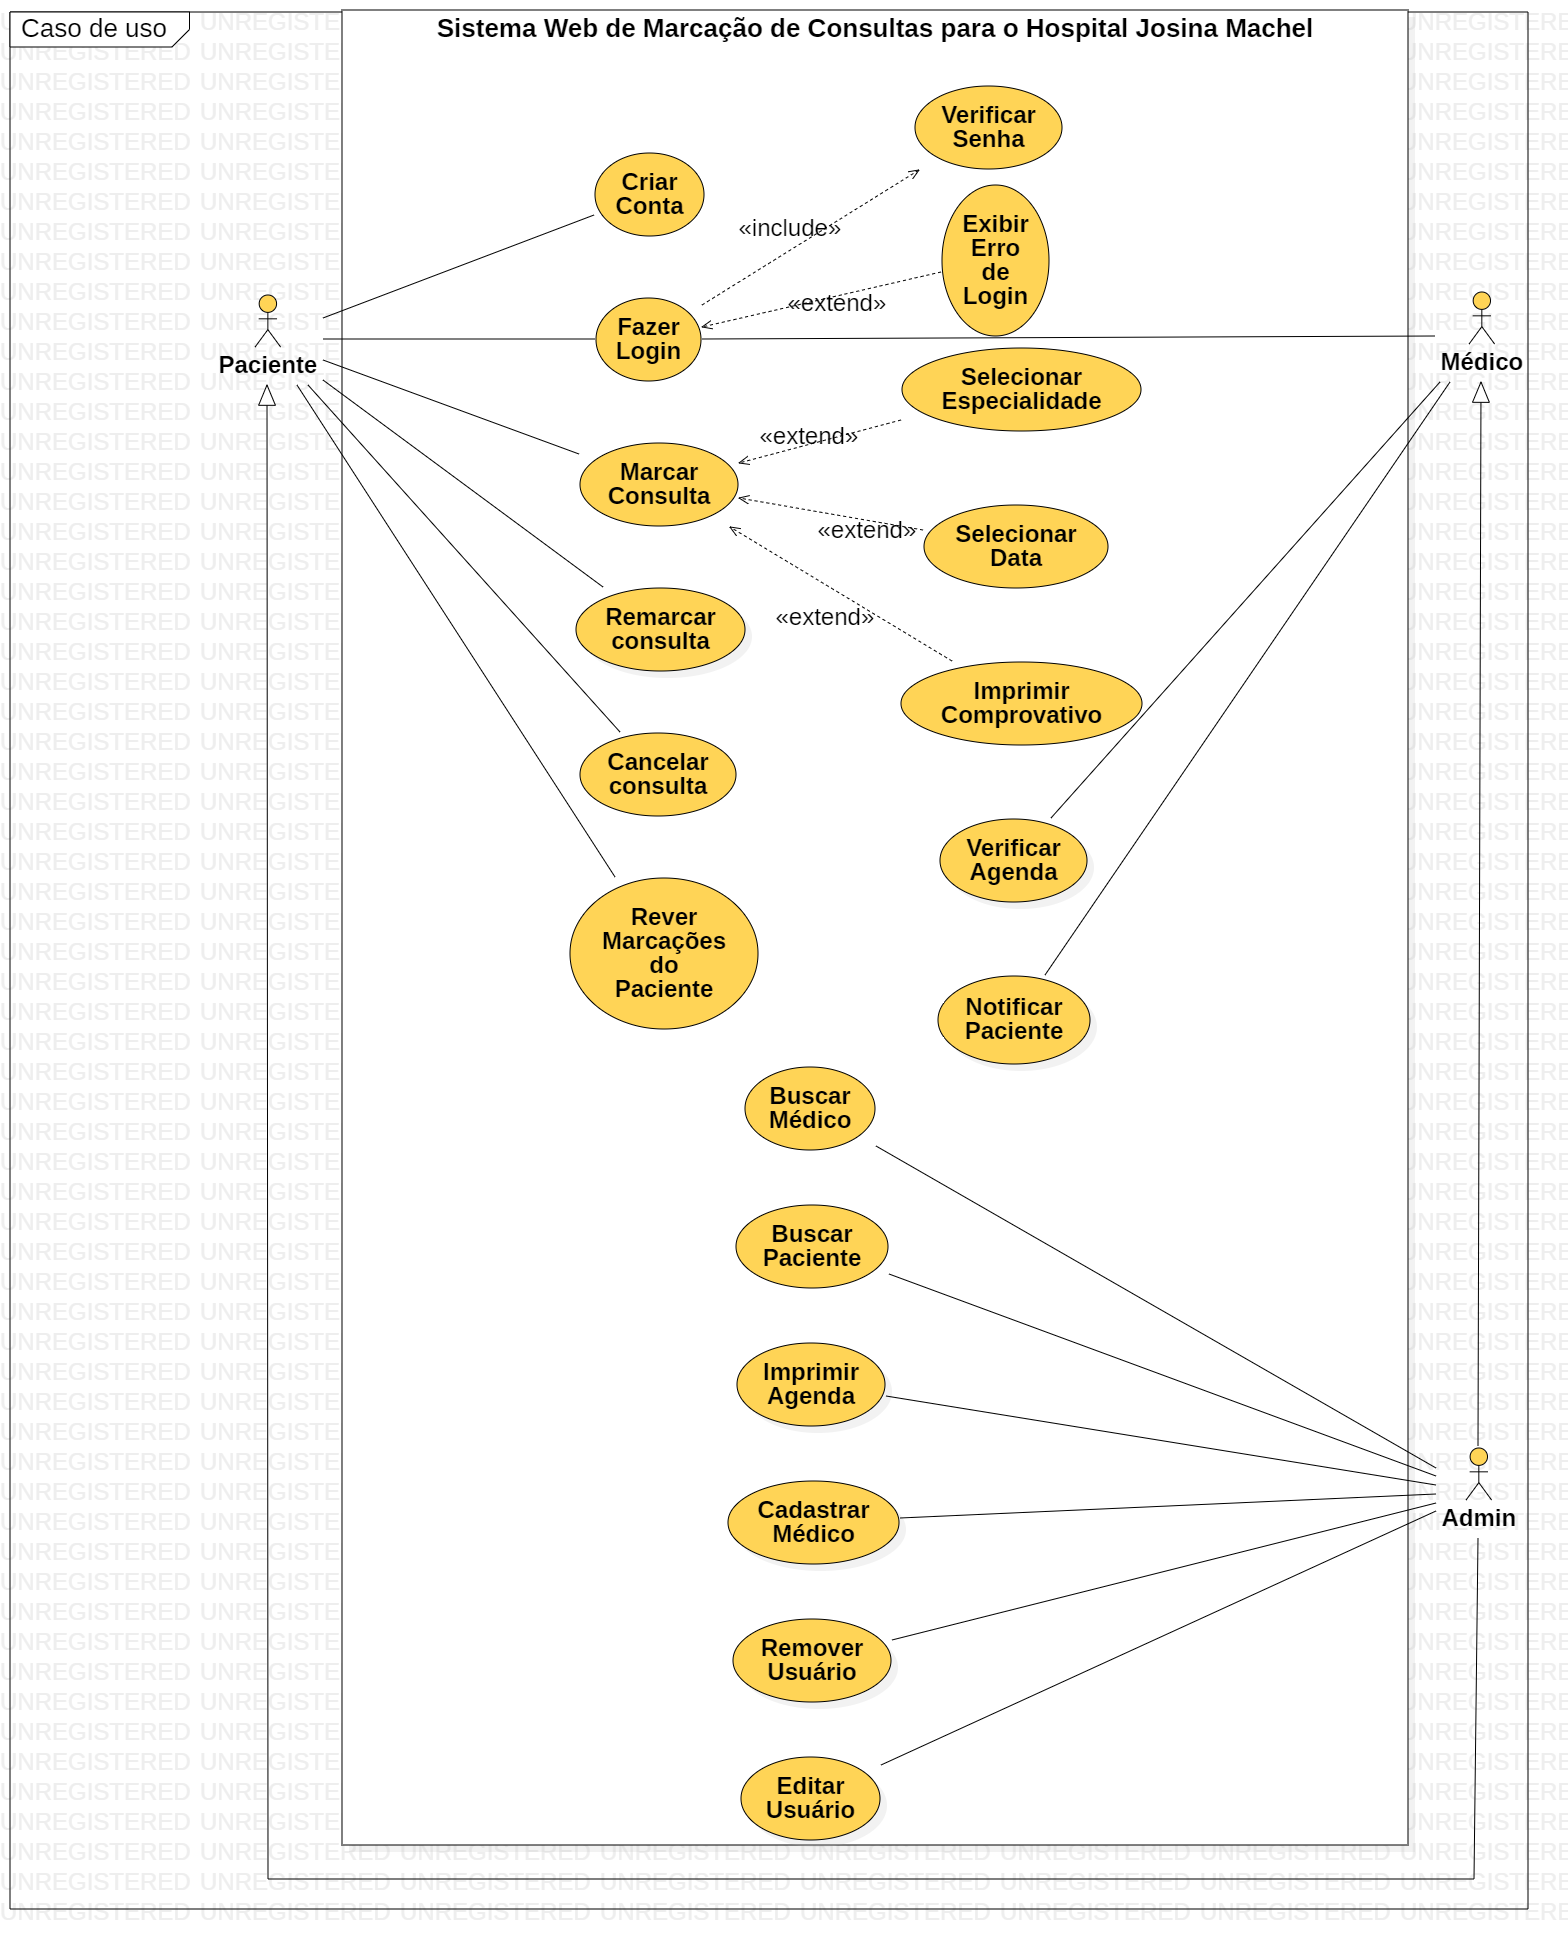 Caso de uso
Sistema Web de Marcação de Consultas para o Hospital Josina Machel
Verificar
Senha
Criar
Conta
«include»
Exibir
Erro
de
Login
«extend»
Fazer
Login
Paciente
Médico
Selecionar
Especialidade
«extend»
Marcar
Consulta
«extend»
Selecionar
Data
Remarcar
consulta
«extend»
Imprimir
Comprovativo
Cancelar
consulta
Verificar
Agenda
Rever
Marcações
do
Paciente
Notificar
Paciente
Buscar
Médico
Buscar
Paciente
Imprimir
Agenda
Cadastrar
Médico
Admin
Remover
Usuário
Editar
Usuário
UNREGISTERED